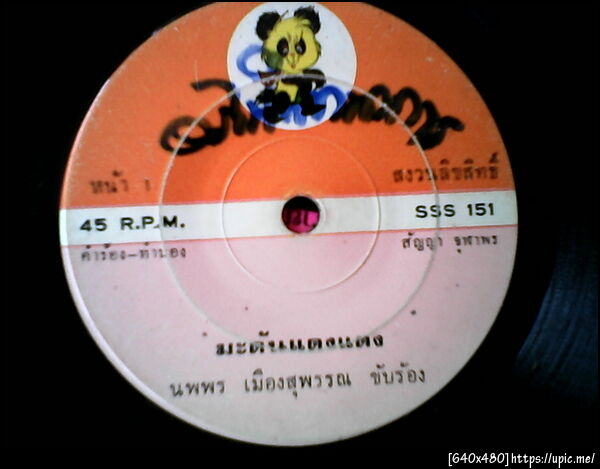 หน้า 1
สงวนลิขสิทธิ์
45 R.P.M.
SSS 151
คำร้อง-ทำนอง
สัญญา จุฬาพร
มะดันแตงแตง
นพพร เมืองสุพรรณ ขับร้อง
[640x480]https://upic.me/